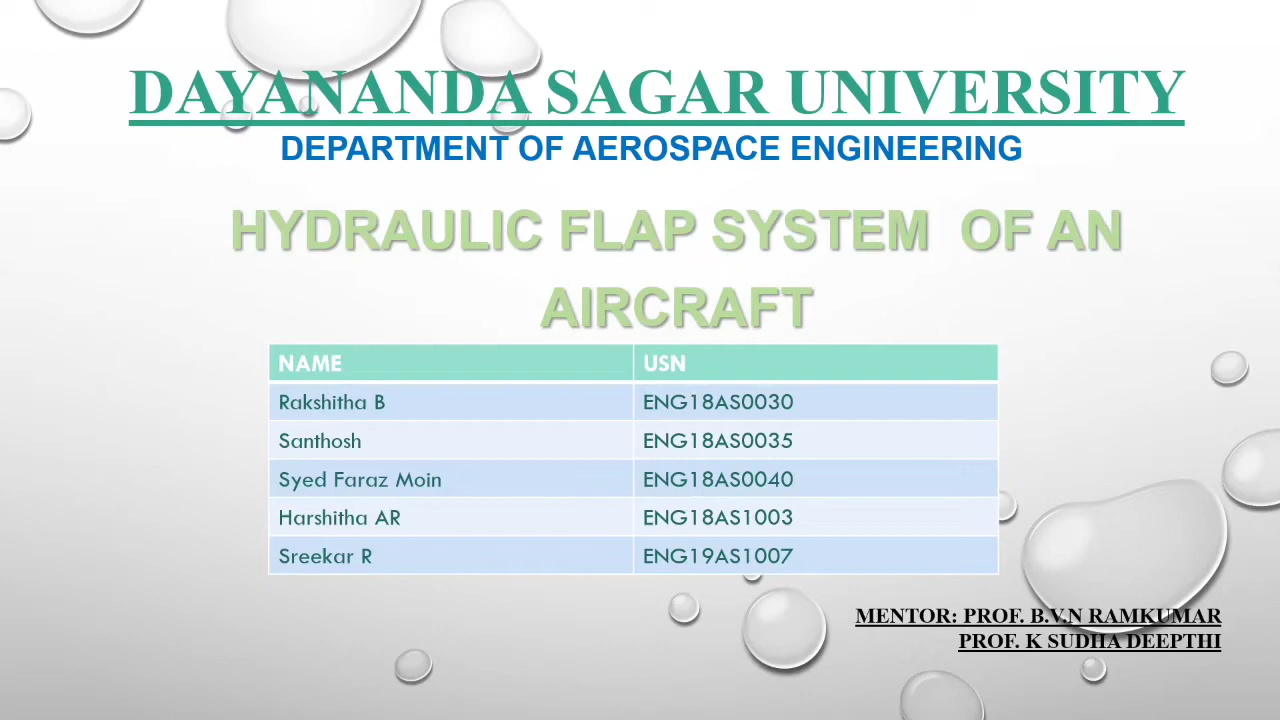 DAYANANDA SAGAR UNIVERSITY
DEPARTMENT OF AEROSPACE ENGINEERING
HYDRAULIC FLAP SYSTEM OF AN
AIRCRAFT
NAME USN
Rakshitha B ENG18AS0030
Santhosh ENG18AS0035
Syed Faraz Moin ENG18AS0040
Harshitha AR ENG18AS1003
Sreekar R ENG19AS1007
MENTOR: PROF. B.V.N RAMKUMAR
PROF. K SUDHA DEEPTHI